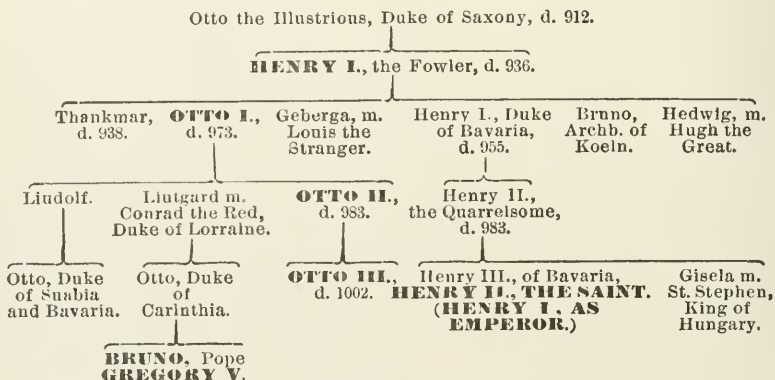 Otto the Illustrious, Duke of Saxony, d. 912.
HENRY I., the Fowler, d. 936.
Thankmar, d. 938.
OTTO I., d. 973.
Geberga, m. Louis the Stranger.
Henry I., Duke of Bavaria, d. 955.
Bruno, Archb. of Koeln.
Hedwig, m. Hugh the Great.
Liudolf.
Liutgard m. Conrad the Red, Duke of Lorraine.
OTTO II., d. 983.
Henry II., the Quarrelsome, d. 983.
Otto, Duke of Suabia and Bavaria.
Otto, Duke of Carinthia.
OTTO III., d. 1002.
Henry III., of Bavaria, HENRY II., THE SAINT. (HENRY I, AS EMPEROR.)
Gisela m. St. Stephen, King of Hungary.
BRUNO, Pope GREGORY V.